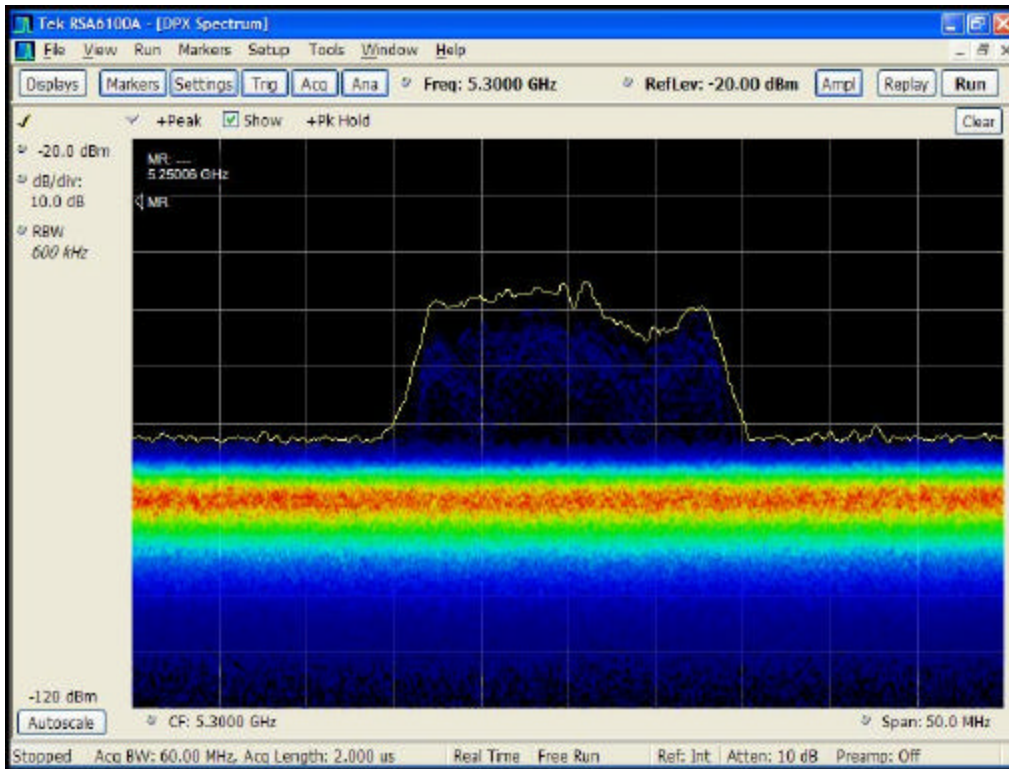 Tek RSA6100A - [DPX Spectrum]
File View Run Markers Setup Tools Window Help
Displays Markers Settings Trig Acq Ana Freq: 5.3000 GHz RefLev: -20.00 dBm Ampl Replay Run
+Peak Show +Pk Hold Clear
-20.0 dBm
dB/div:
10.0 dB
RBW
600 kHz
MR: ---
5.25006 GHz
MR
-120 dBm
Autoscale CF: 5.3000 GHz Span: 50.0 MHz
Stopped Acq BW: 60.00 MHz, Acq Length: 2.000 us Real Time Free Run Ref: Int Atten: 10 dB Preamp: Off